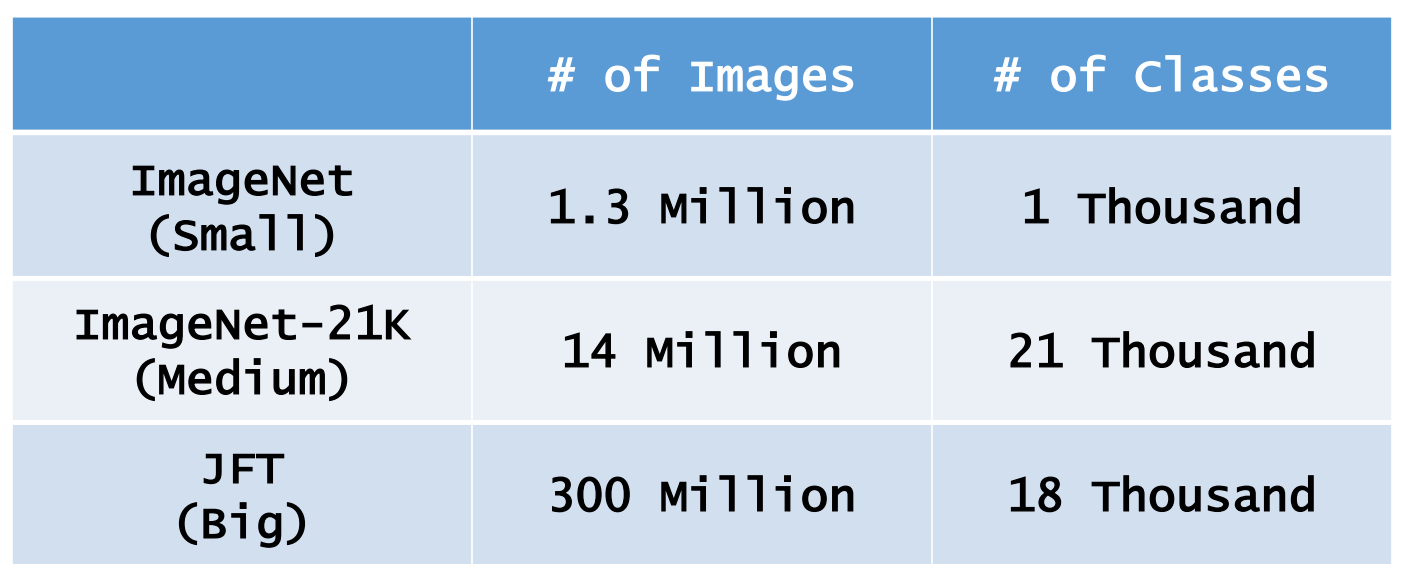 # of Images # of Classes
ImageNet
(Small)
1.3 Million 1 Thousand
ImageNet-21K
(Medium)
14 Million 21 Thousand
JFT
(Big)
300 Million 18 Thousand